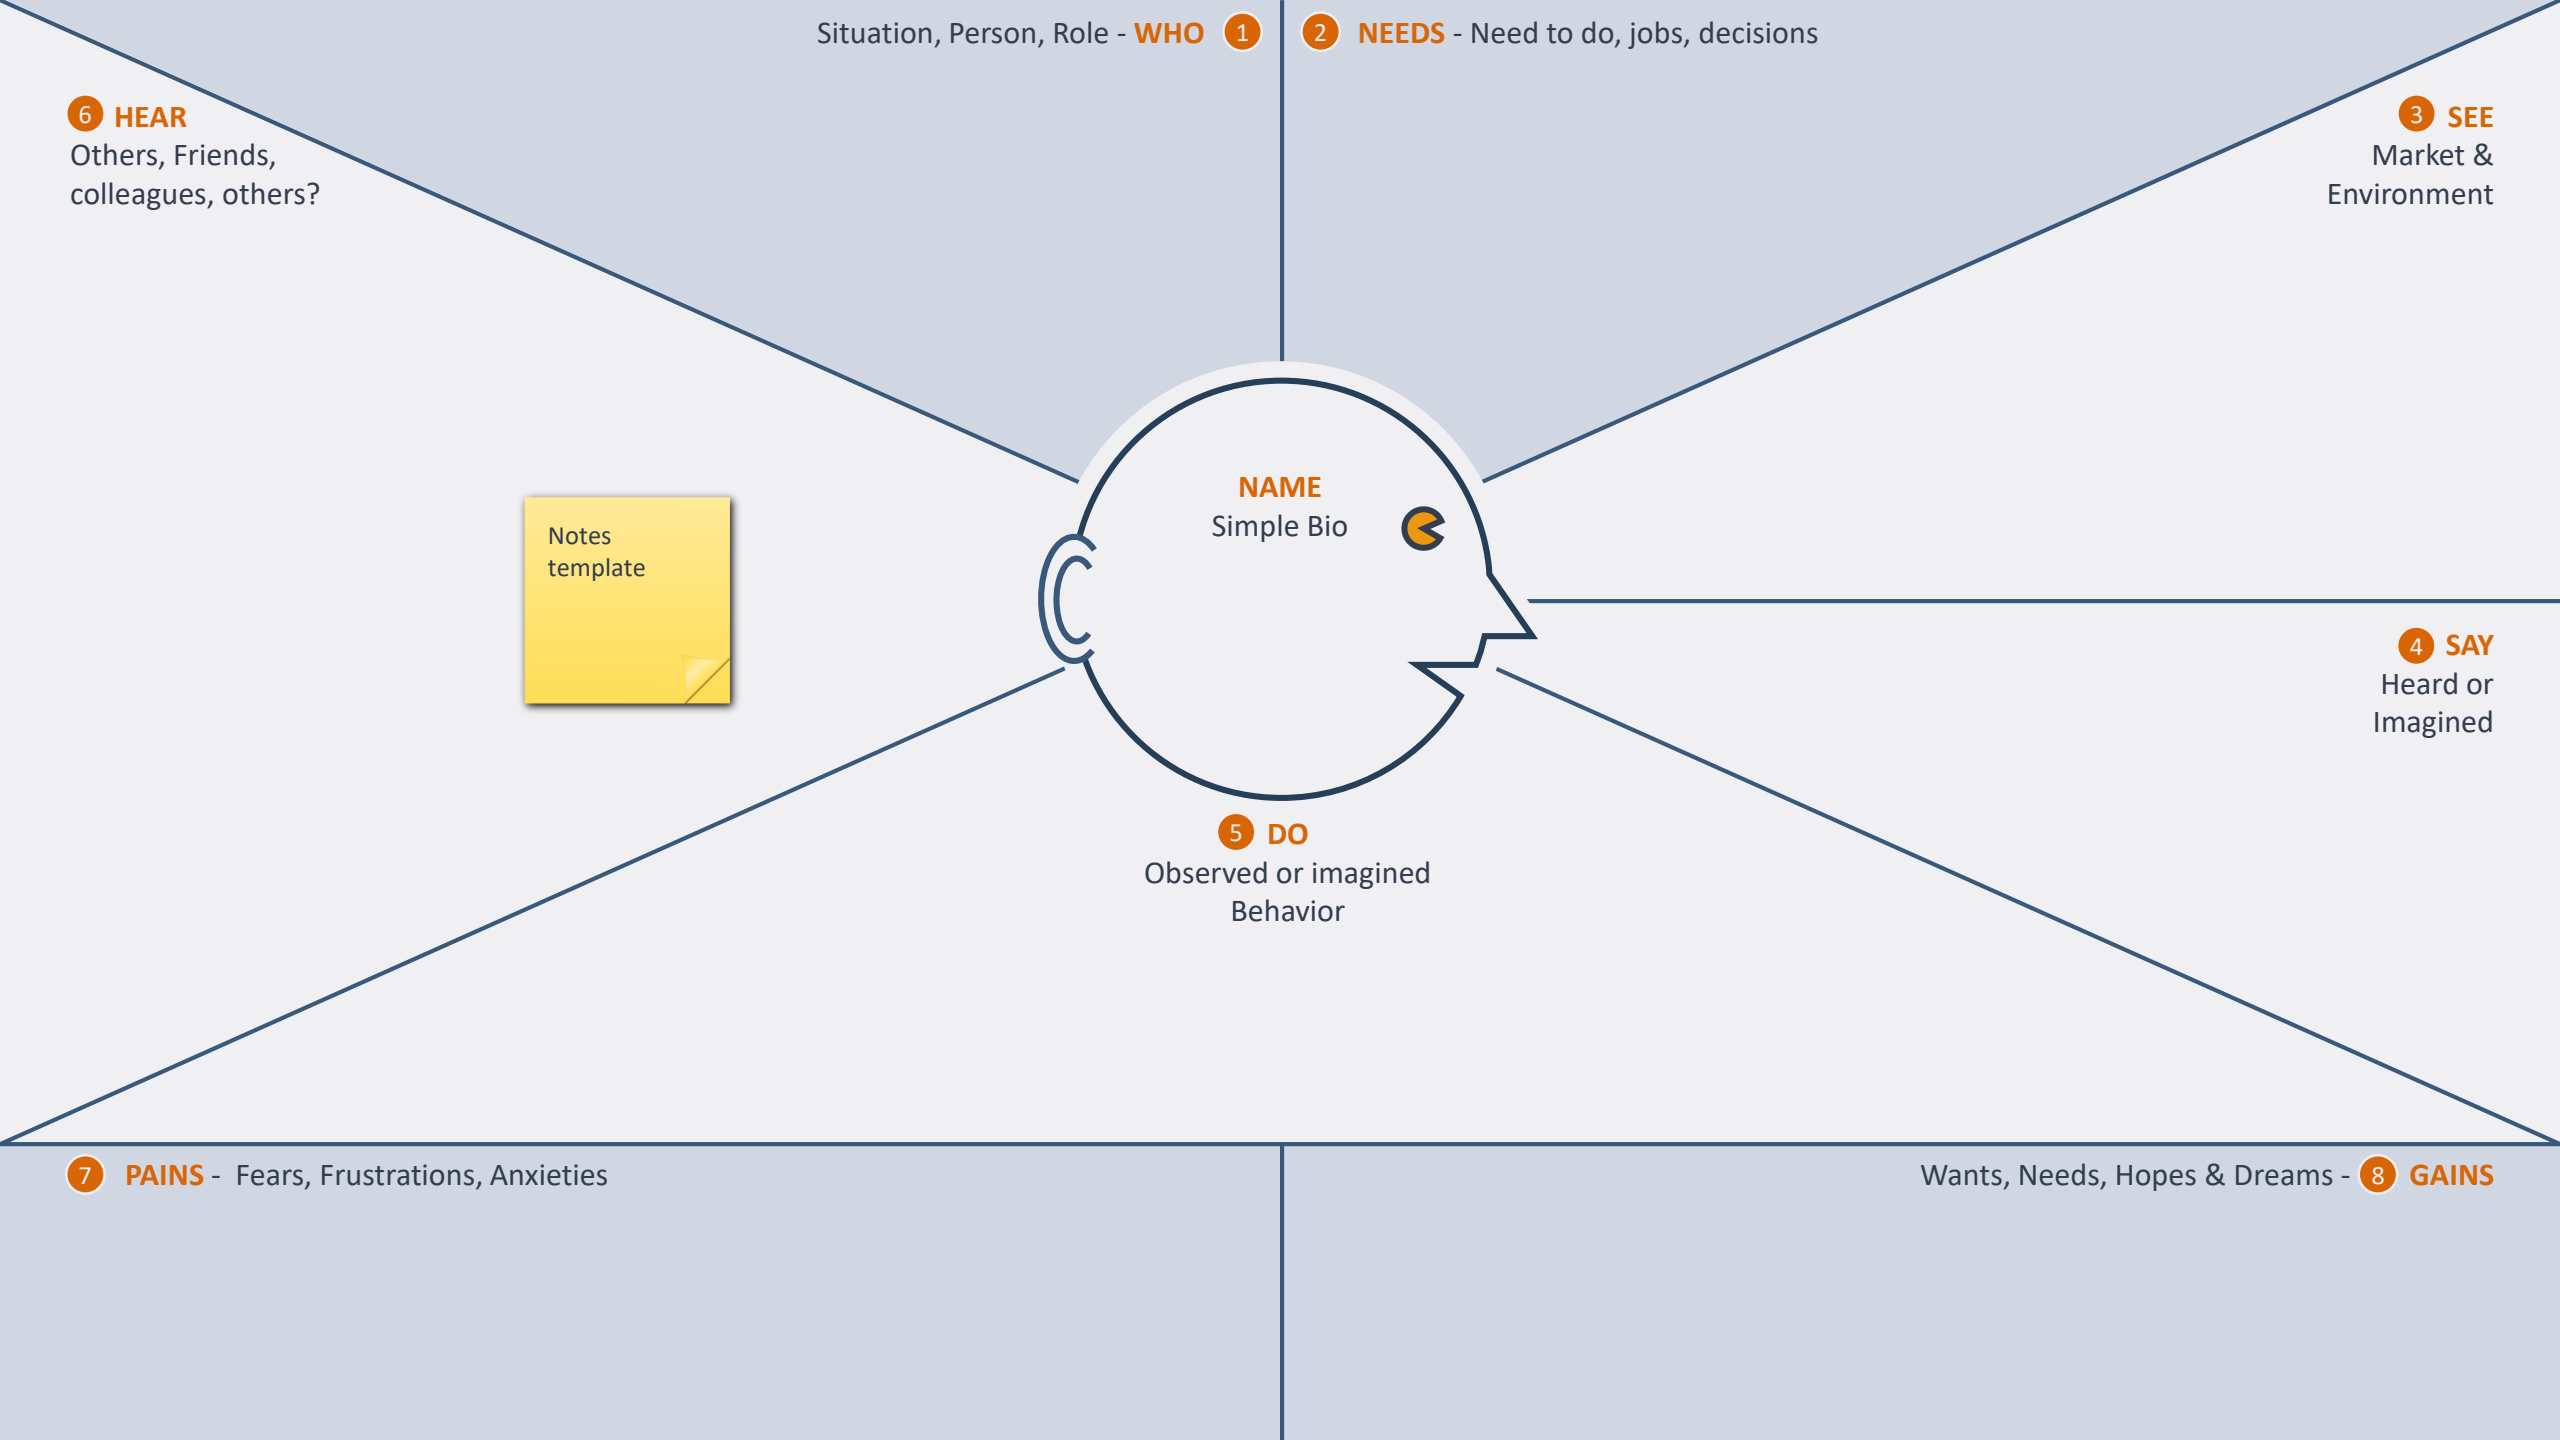 Situation, Person, Role - WHO 1
2 NEEDS - Need to do, jobs, decisions
6 HEAR
Others, Friends,
colleagues, others?
3 SEE
Market &
Environment
NAME
Simple Bio
Notes
template
4 SAY
Heard or
Imagined
5 DO
Observed or imagined
Behavior
7 PAINS - Fears, Frustrations, Anxieties
Wants, Needs, Hopes & Dreams - 8 GAINS